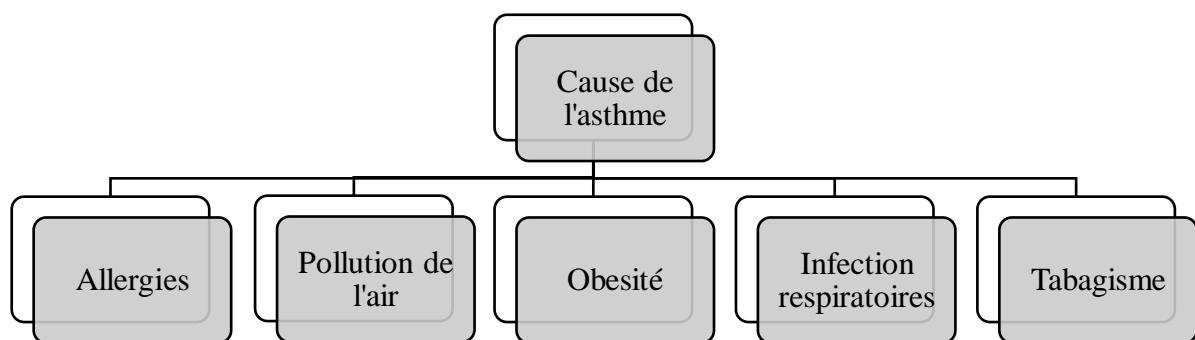 Cause de
l'asthme
Allergies
Pollution de
l'air
Obesité
Infection
respiratoires
Tabagisme